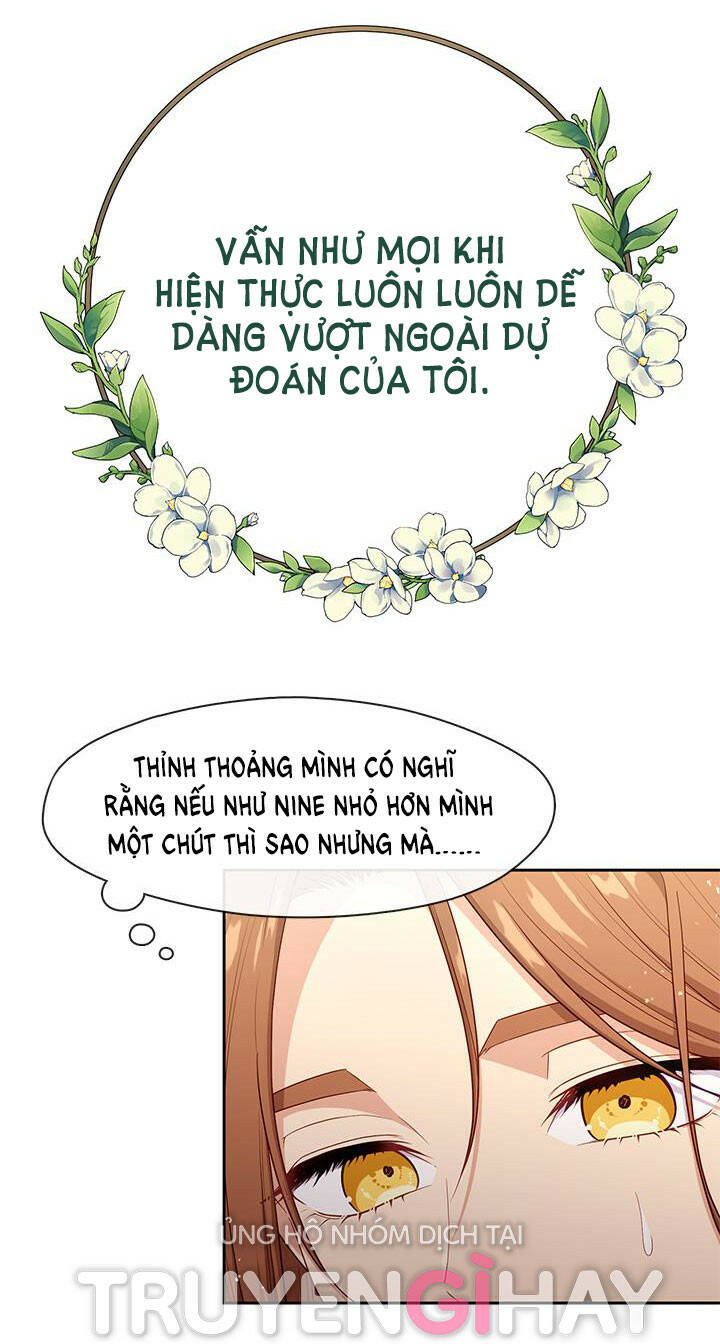 VẪN NHƯ MỌI KHI
HIỆN THỰC LUÔN LUÔN DỄ
DÀNG VƯỢT NGOÀI DỰ
ĐOÁN CỦA TÔI.
THỈNH THOẢNG MÌNH CÓ NGHĨ
RẰNG NẾU NHƯ NINE NHỎ HƠN MÌNH
MỘT CHÚT THÌ SAO NHƯNG MÀ......
ỦNG HỘ NHÓM DỊCH TẠI
TRUYENGIHAY